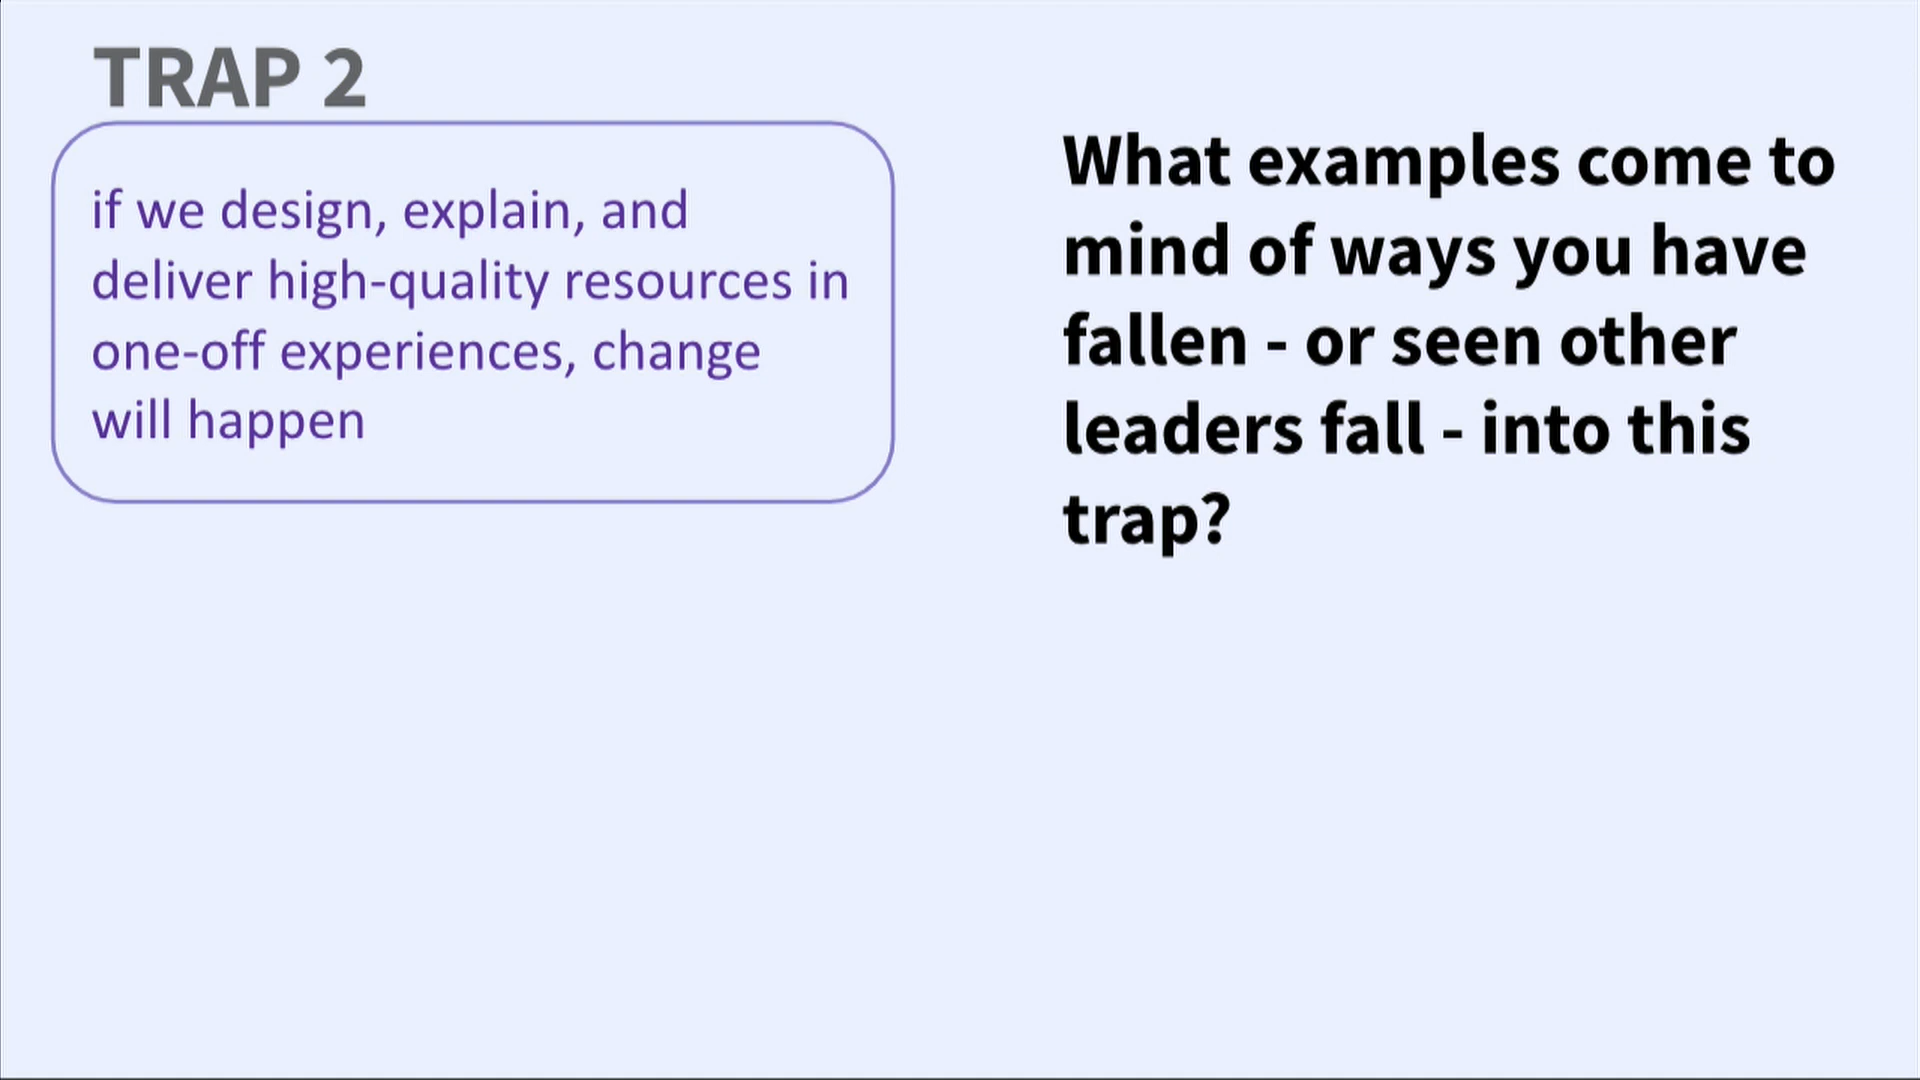 TRAP 2
if we design, explain, and
deliver high-quality resources in
one-off experiences, change
will happen
What examples come to
mind of ways you have
fallen - or seen other
leaders fall - into this
trap?